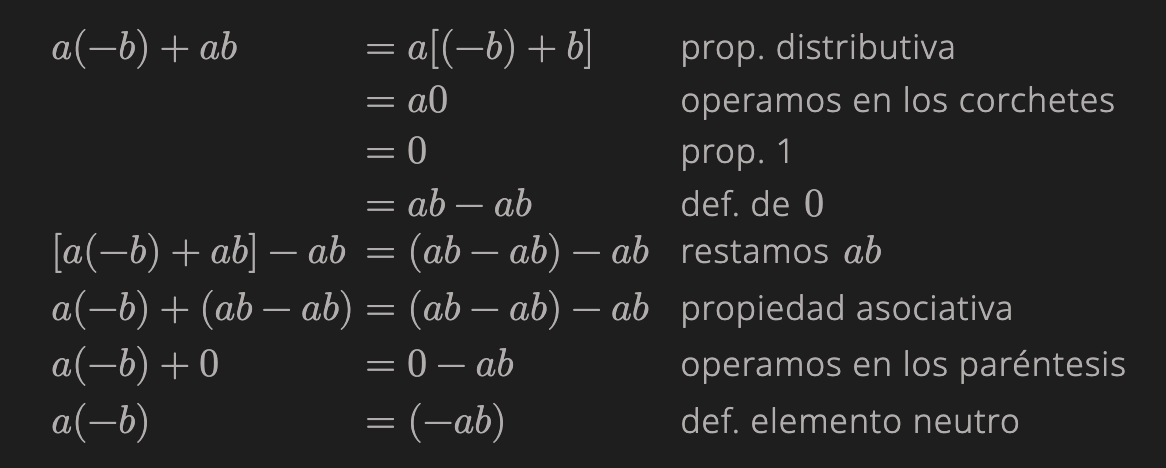 a(−b) + ab = a[(−b) + b] prop. distributiva
= a0 operamos en los corchetes
= 0 prop. 1
= ab − ab def. de 0
[a(−b) + ab] − ab = (ab − ab) − ab restamos ab
a(−b) + (ab − ab) = (ab − ab) − ab propiedad asociativa
a(−b) + 0 = 0 − ab operamos en los paréntesis
a(−b) = (−ab) def. elemento neutro